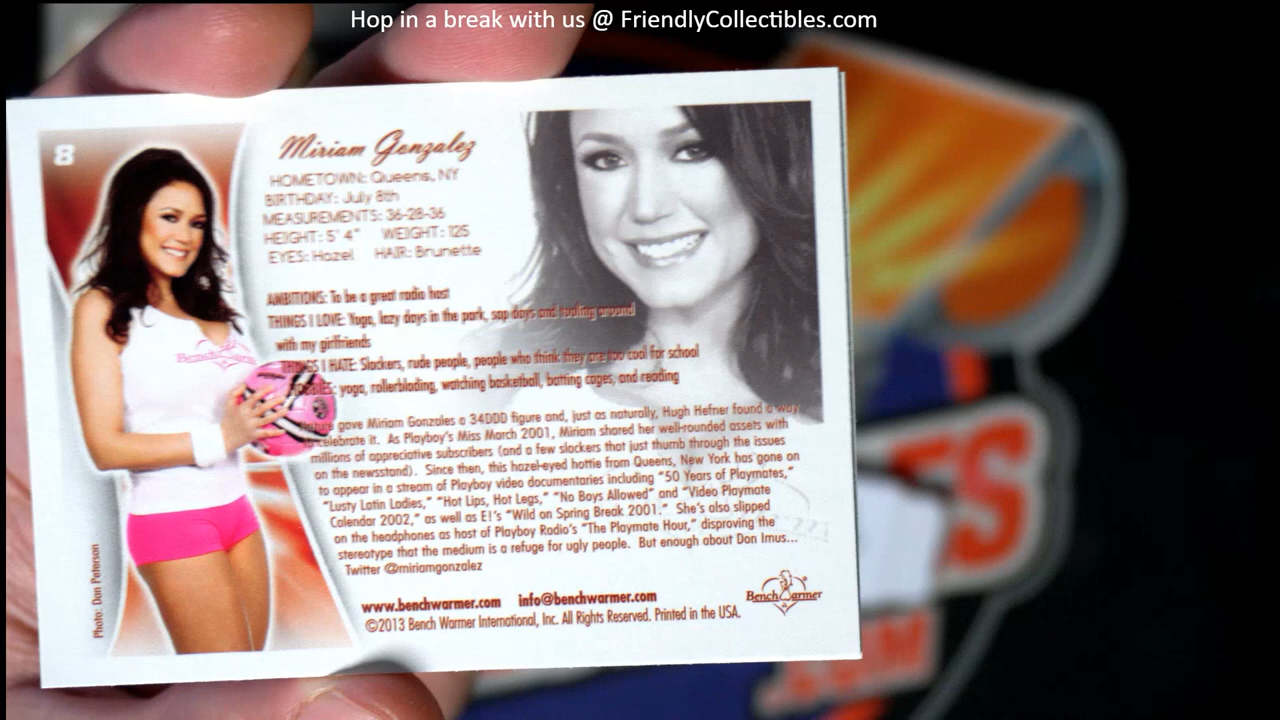 Hop in a break with us @ FriendlyCollectibles.com
8
Miriam Gonzalez
HOMETOWN: Queens, NY
BIRTHDAY: July 8th
MEASUREMENTS: 36-28-36
HEIGHT: 5' 4" WEIGHT: 125
EYES: Hazel HAIR: Brunette
AMBITIONS: To be a great radio host
THINGS I LOVE: Yoga, lazy days in the park, spa days and tooling around
with my girlfriends
THINGS I HATE: Slackers, rude people, people who think they are too cool for school
yoga, rollerblading, watching basketball, batting cages, and reading
gave Miriam Gonzales a 34DDD figure and, just as naturally, Hugh Hefner found a way
to celebrate it. As Playboy's Miss March 2001, Miriam shared her well-rounded assets with
millions of appreciative subscribers (and a few slackers that just thumb through the issues
on the newsstand). Since then, this hazel-eyed hottie from Queens, New York has gone on
to appear in a stream of Playboy video documentaries including "50 Years of Playmates,"
"Lusty Latin Ladies," "Hot Lips, Hot Legs," "No Boys Allowed" and "Video Playmate
Calendar 2002," as well as E!'s "Wild on Spring Break 2001." She's also slipped
on the headphones as host of Playboy Radio's "The Playmate Hour," disproving the
stereotype that the medium is a refuge for ugly people. But enough about Don Imus...
Twitter @miriamgonzalez
www.benchwarmer.com info@benchwarmer.com
©2013 Bench Warmer International, Inc. All Rights Reserved. Printed in the USA.
Bench Warmer
Photo: Dan Peterson
BenchWarmer
ES
.COM